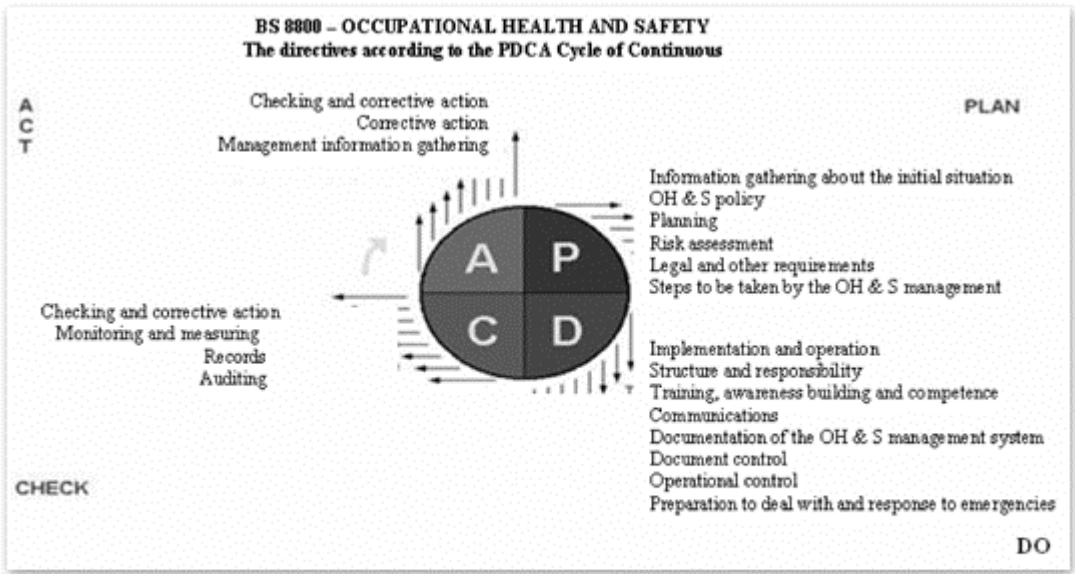 BS 8800 – OCCUPATIONAL HEALTH AND SAFETY
The directives according to the PDCA Cycle of Continuous
A
C
T
Checking and corrective action
Corrective action
Management information gathering
PLAN
Information gathering about the initial situation
OH & S policy
Planning
Risk assessment
Legal and other requirements
Steps to be taken by the OH & S management
A P
C D
Checking and corrective action
Monitoring and measuring
Records
Auditing
Implementation and operation
Structure and responsibility
Training, awareness building and competence
Communications
Documentation of the OH & S management system
Document control
Operational control
Preparation to deal with and response to emergencies
CHECK
DO